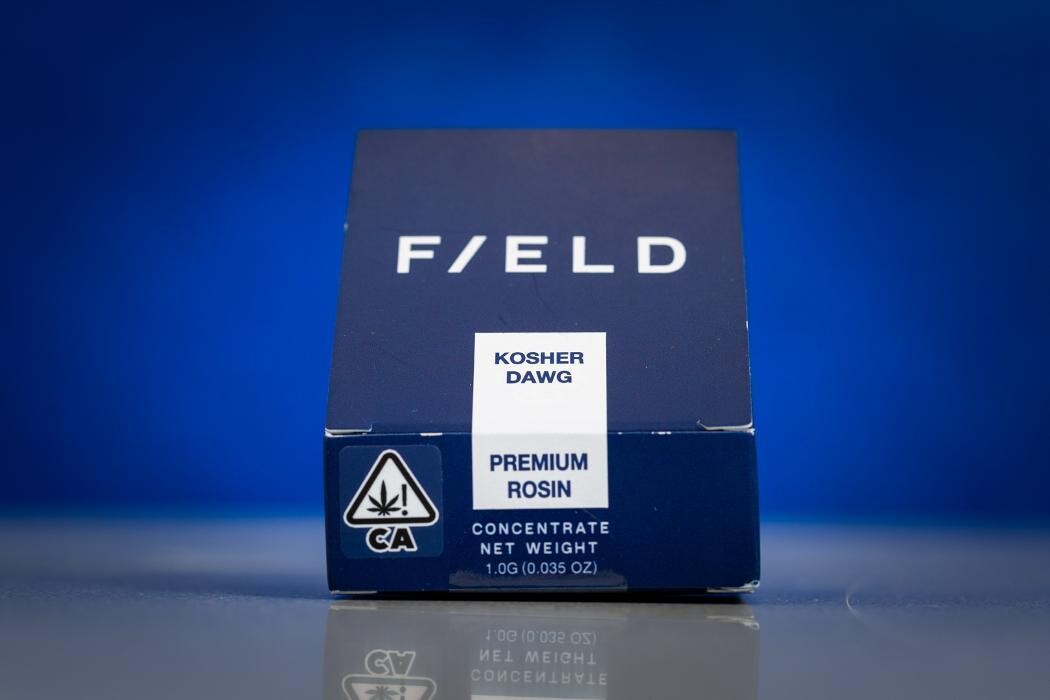 F/ELD
KOSHER
DAWG
PREMIUM
ROSIN
!
CA
CONCENTRATE
NET WEIGHT
1.0G (0.035 OZ)